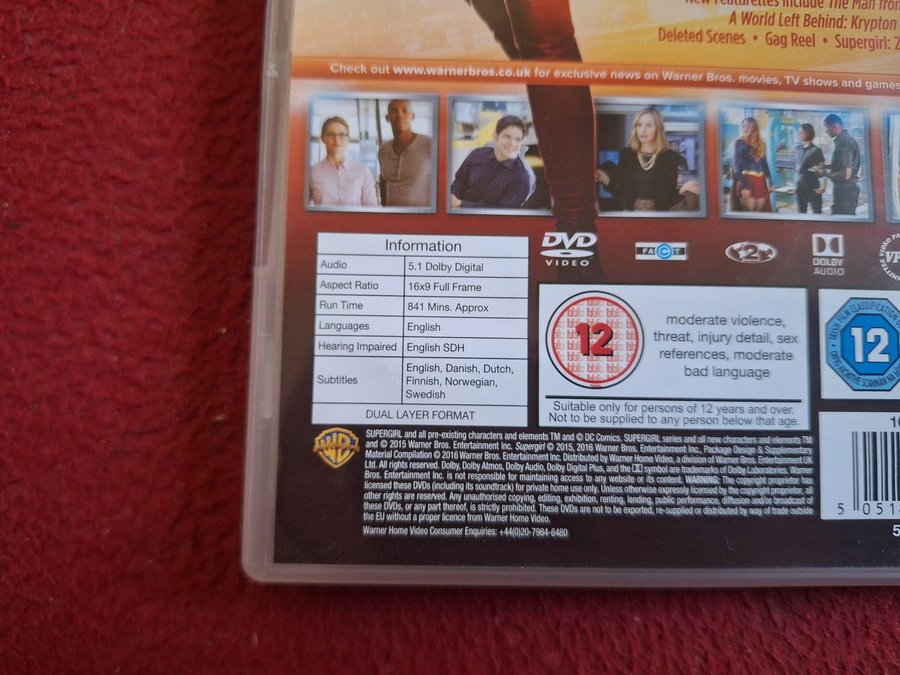 New Featurettes include The Man from
A World Left Behind: Krypton
Deleted Scenes • Gag Reel • Supergirl: 2
Check out www.warnerbros.co.uk for exclusive news on Warner Bros. movies, TV shows and games
Information
Audio 5.1 Dolby Digital
Aspect Ratio 16x9 Full Frame
Run Time 841 Mins. Approx
Languages English
Hearing Impaired English SDH
Subtitles English, Danish, Dutch,
Finnish, Norwegian,
Swedish
DUAL LAYER FORMAT
DVD
VIDEO
FACT
2
DOLBY
AUDIO
VP
bbfc
12
moderate violence,
threat, injury detail, sex
references, moderate
bad language
Suitable only for persons of 12 years and over.
Not to be supplied to any person below that age.
IRISH FILM CLASSIFICATION
12
WB
SUPERGIRL and all pre-existing characters and elements TM and © DC Comics. SUPERGIRL series and all new characters and elements TM
and © 2015 Warner Bros. Entertainment Inc. Supergirl © 2015, 2016 Warner Bros. Entertainment Inc., Package Design & Supplementary
Material Compilation © 2016 Warner Bros. Entertainment Inc. Distributed by Warner Home Video, a division of Warner Bros. Entertainment UK
Ltd. All rights reserved. Dolby, Dolby Atmos, Dolby Audio, Dolby Digital Plus, and the symbol are trademarks of Dolby Laboratories. Warner
Bros. Entertainment Inc. is not responsible for maintaining access to any website or its content. WARNING: The copyright proprietor has
licensed these DVDs (including its soundtrack) for private home use only. Unless otherwise expressly licensed by the copyright proprietor, all
other rights are reserved. Any unauthorised copying, editing, exhibition, renting, lending, public performance, diffusion and/or broadcast of
these DVDs, or any part thereof, is strictly prohibited. These DVDs are not to be exported, re-supplied or distributed by way of trade outside
the EU without a proper licence from Warner Home Video.
Warner Home Video Consumer Enquiries: +44(0)20-7984-6480
10
5 051
5